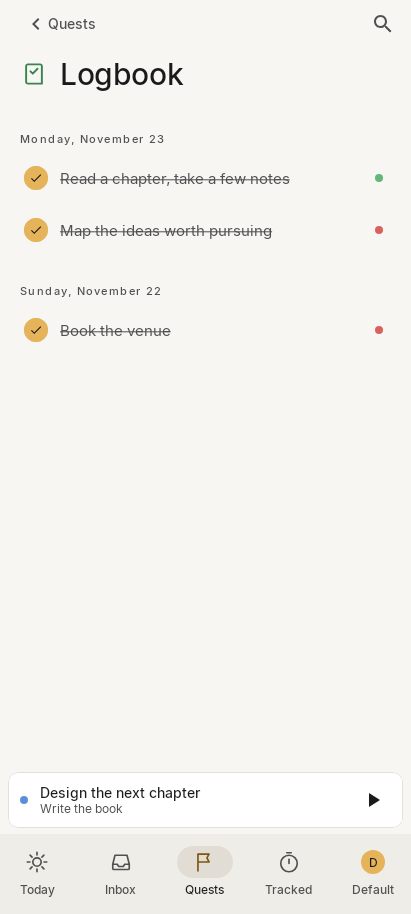 Quests
Logbook
Monday, November 23
Read a chapter, take a few notes
Map the ideas worth pursuing
Sunday, November 22
Book the venue
Design the next chapter
Write the book
Today
Inbox
Quests
Tracked
D
Default